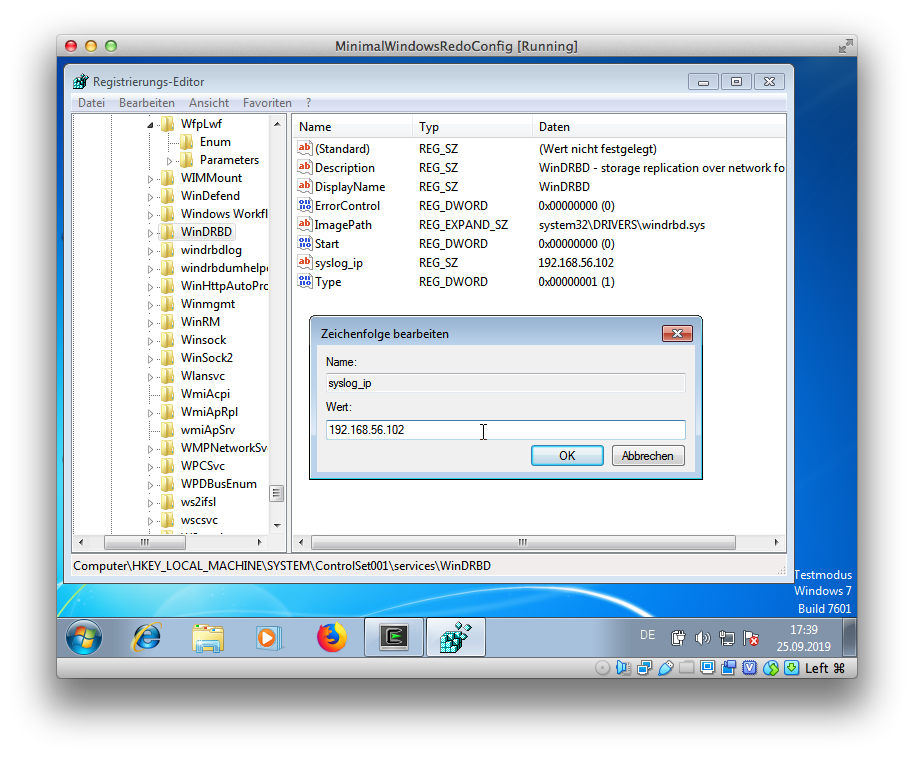 MinimalWindowsRedoConfig [Running]
Registrierungs-Editor
Datei Bearbeiten Ansicht Favoriten ?
WfpLwf
Enum
Parameters
WIMMount
WinDefend
Windows Workfl
WinDRBD
windrbdlog
windrbdumhelpe
WinHttpAutoPro
Winmgmt
WinRM
Winsock
WinSock2
Wlansvc
WmiAcpi
WmiApRpl
wmiApSrv
WMPNetworkSv
WPCSvc
WPDBusEnum
ws2ifsl
wscsvc
Name Typ Daten
(Standard) REG_SZ (Wert nicht festgelegt)
Description REG_SZ WinDRBD - storage replication over network fo
DisplayName REG_SZ WinDRBD
ErrorControl REG_DWORD 0x00000000 (0)
ImagePath REG_EXPAND_SZ system32\DRIVERS\windrbd.sys
Start REG_DWORD 0x00000000 (0)
syslog_ip REG_SZ 192.168.56.102
Type REG_DWORD 0x00000001 (1)
Zeichenfolge bearbeiten
Name:
syslog_ip
Wert:
192.168.56.102
OK Abbrechen
Computer\HKEY_LOCAL_MACHINE\SYSTEM\ControlSet001\services\WinDRBD
Testmodus
Windows 7
Build 7601
DE
17:39
25.09.2019
Left ⌘